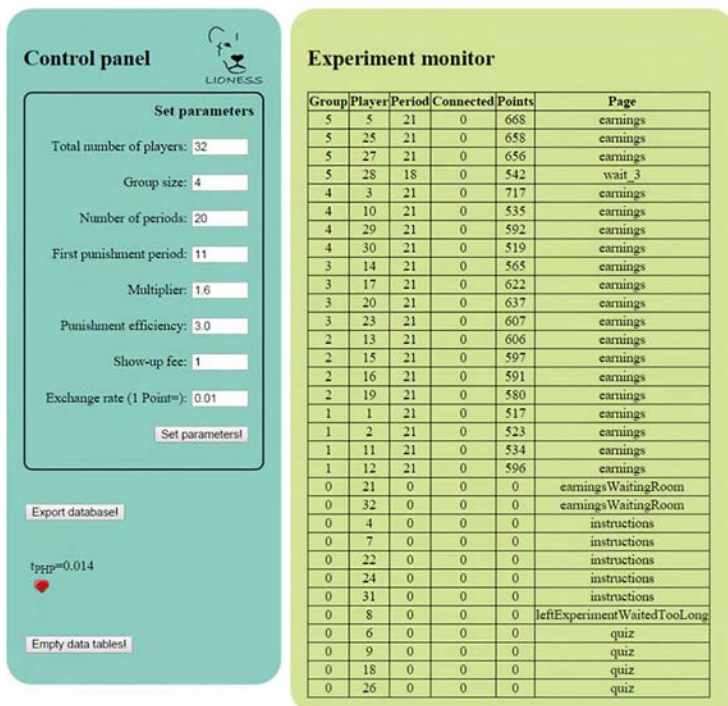 Control panel
LIONESS
Set parameters
Total number of players: 32
Group size: 4
Number of periods: 20
First punishment period: 11
Multiplier: 1.6
Punishment efficiency: 3.0
Show-up fee: 1
Exchange rate (1 Point=): 0.01
Set parameters!
Export database!
tPHP=0.014
Empty data tables!
Experiment monitor
Group Player Period Connected Points Page
5 5 21 0 668 earnings
5 25 21 0 658 earnings
5 27 21 0 656 earnings
5 28 18 0 542 wait_3
4 3 21 0 717 earnings
4 10 21 0 535 earnings
4 29 21 0 592 earnings
4 30 21 0 519 earnings
3 14 21 0 565 earnings
3 17 21 0 622 earnings
3 20 21 0 637 earnings
3 23 21 0 607 earnings
2 13 21 0 606 earnings
2 15 21 0 597 earnings
2 16 21 0 591 earnings
2 19 21 0 580 earnings
1 1 21 0 517 earnings
1 2 21 0 523 earnings
1 11 21 0 534 earnings
1 12 21 0 596 earnings
0 21 0 0 0 earningsWaitingRoom
0 32 0 0 0 earningsWaitingRoom
0 4 0 0 0 instructions
0 7 0 0 0 instructions
0 22 0 0 0 instructions
0 24 0 0 0 instructions
0 31 0 0 0 instructions
0 8 0 0 0 leftExperimentWaitedTooLong
0 6 0 0 0 quiz
0 9 0 0 0 quiz
0 18 0 0 0 quiz
0 26 0 0 0 quiz